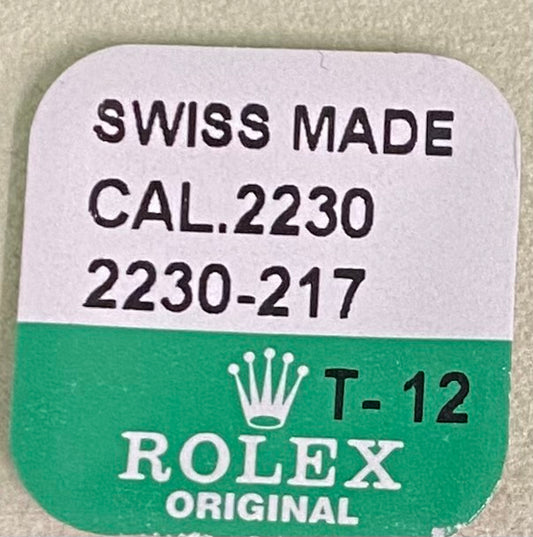 SWISS MADE
CAL.2230
2230-217
T- 12
ROLEX
ORIGINAL